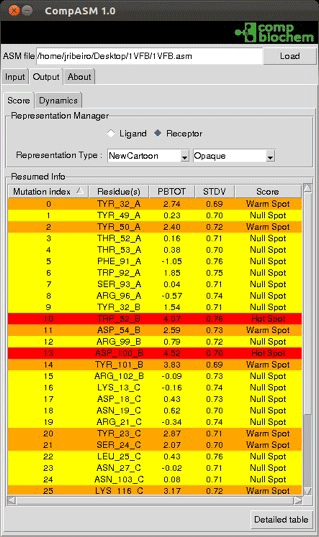 CompASM 1.0
comp
biochem
ASM file /home/jribeiro/Desktop/1VFB/1VFB.asm Load
Input Output About
Score Dynamics
Representation Manager
Ligand Receptor
Representation Type : NewCartoon Opaque
Resumed Info
Mutation index Residue(s) PBTOT STDV Score
0 TYR_32_A 2.74 0.69 Warm Spot
1 TYR_49_A 0.23 0.70 Null Spot
2 TYR_50_A 2.40 0.72 Warm Spot
3 THR_52_A 0.16 0.71 Null Spot
4 THR_53_A 0.38 0.70 Null Spot
5 PHE_91_A -1.05 0.76 Null Spot
6 TRP_92_A 1.85 0.75 Null Spot
7 SER_93_A 0.04 0.71 Null Spot
8 ARG_96_A -0.57 0.74 Null Spot
9 TYR_32_B 1.54 0.71 Null Spot
10 TRP_52_B 4.07 0.76 Hot Spot
11 ASP_54_B 2.59 0.73 Warm Spot
12 ARG_99_B 0.79 0.72 Null Spot
13 ASP_100_B 4.52 0.70 Hot Spot
14 TYR_101_B 3.83 0.69 Warm Spot
15 ARG_102_B -0.09 0.73 Null Spot
16 LYS_13_C -0.16 0.74 Null Spot
17 ASP_18_C 0.43 0.73 Null Spot
18 ASN_19_C 0.62 0.70 Null Spot
19 ARG_21_C -0.34 0.74 Null Spot
20 TYR_23_C 2.87 0.71 Warm Spot
21 SER_24_C 2.07 0.70 Warm Spot
22 LEU_25_C 0.43 0.76 Null Spot
23 ASN_27_C -0.02 0.71 Null Spot
24 ASN_103_C 0.08 0.71 Null Spot
25 LYS_116_C 3.17 0.72 Warm Spot
Detailed table